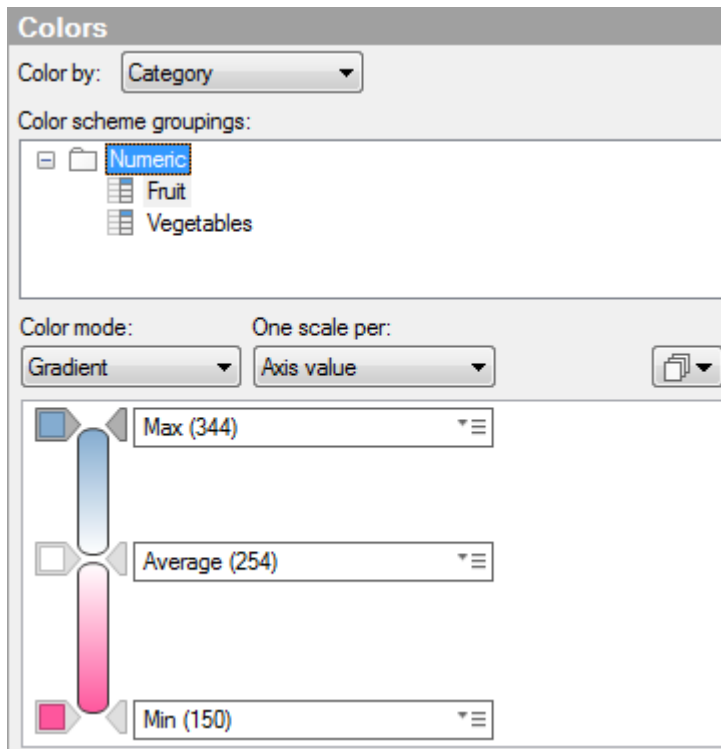 Colors
Color by: Category
Color scheme groupings:
Numeric
Fruit
Vegetables
Color mode: One scale per:
Gradient Axis value
Max (344)
Average (254)
Min (150)